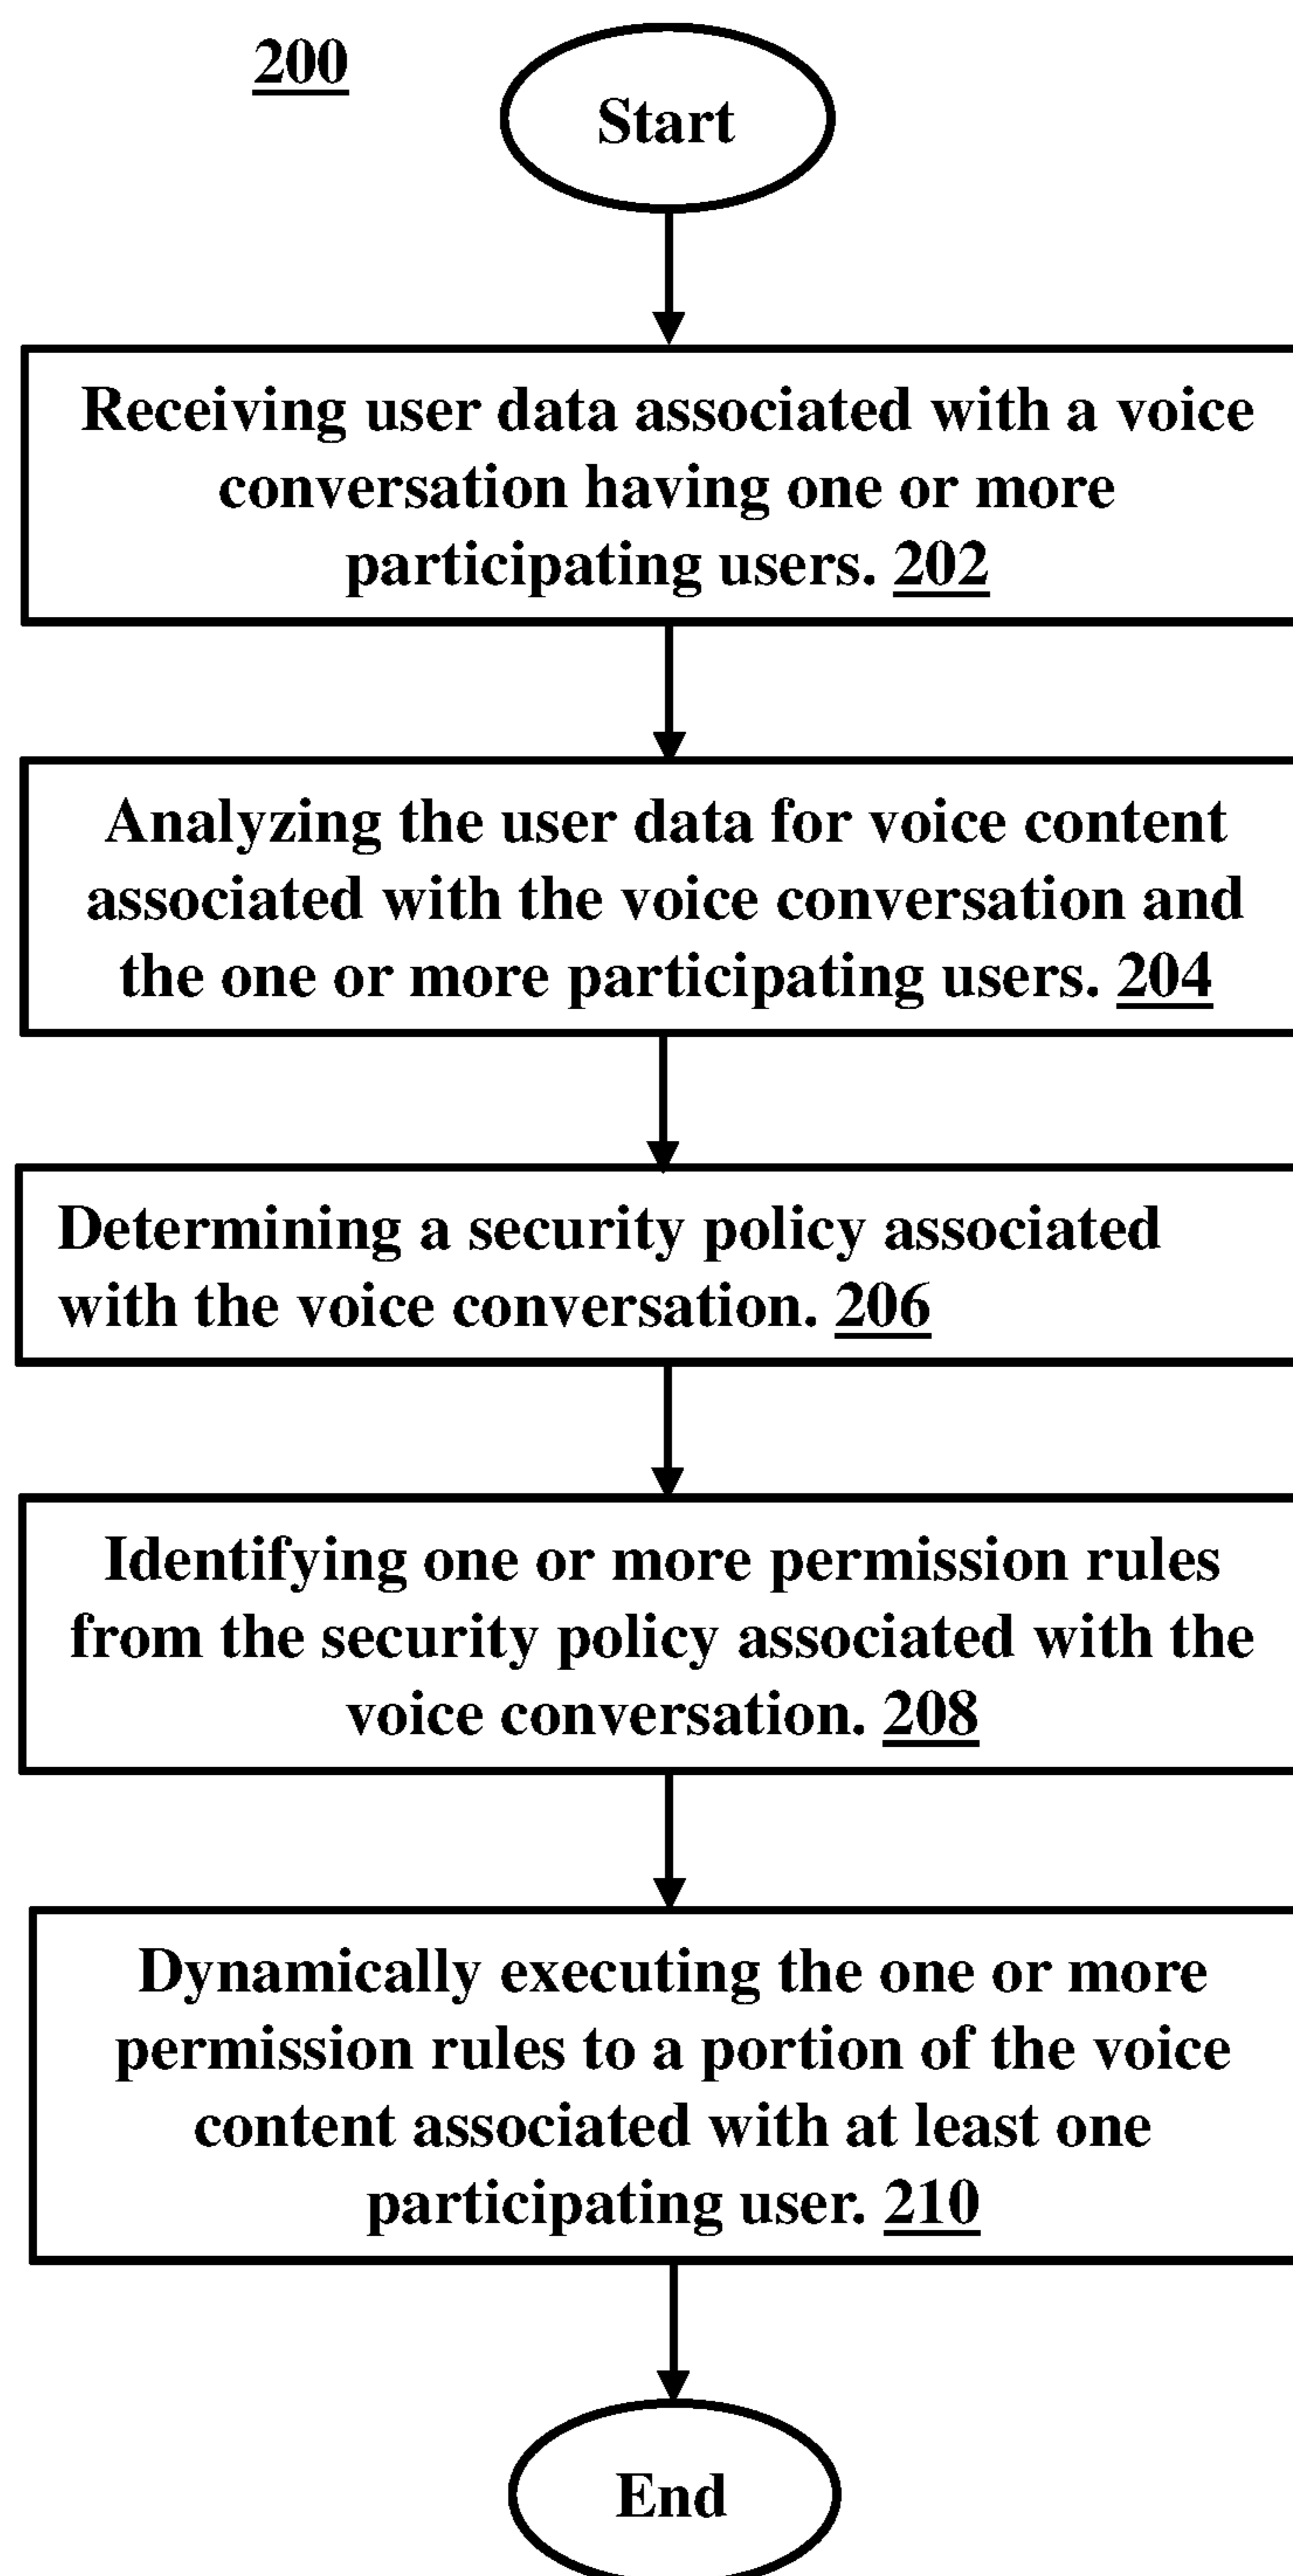 200
Start
Receiving user data associated with a voice
conversation having one or more
participating users. 202
Analyzing the user data for voice content
associated with the voice conversation and
the one or more participating users. 204
Determining a security policy associated
with the voice conversation. 206
Identifying one or more permission rules
from the security policy associated with the
voice conversation. 208
Dynamically executing the one or more
permission rules to a portion of the voice
content associated with at least one
participating user. 210
End